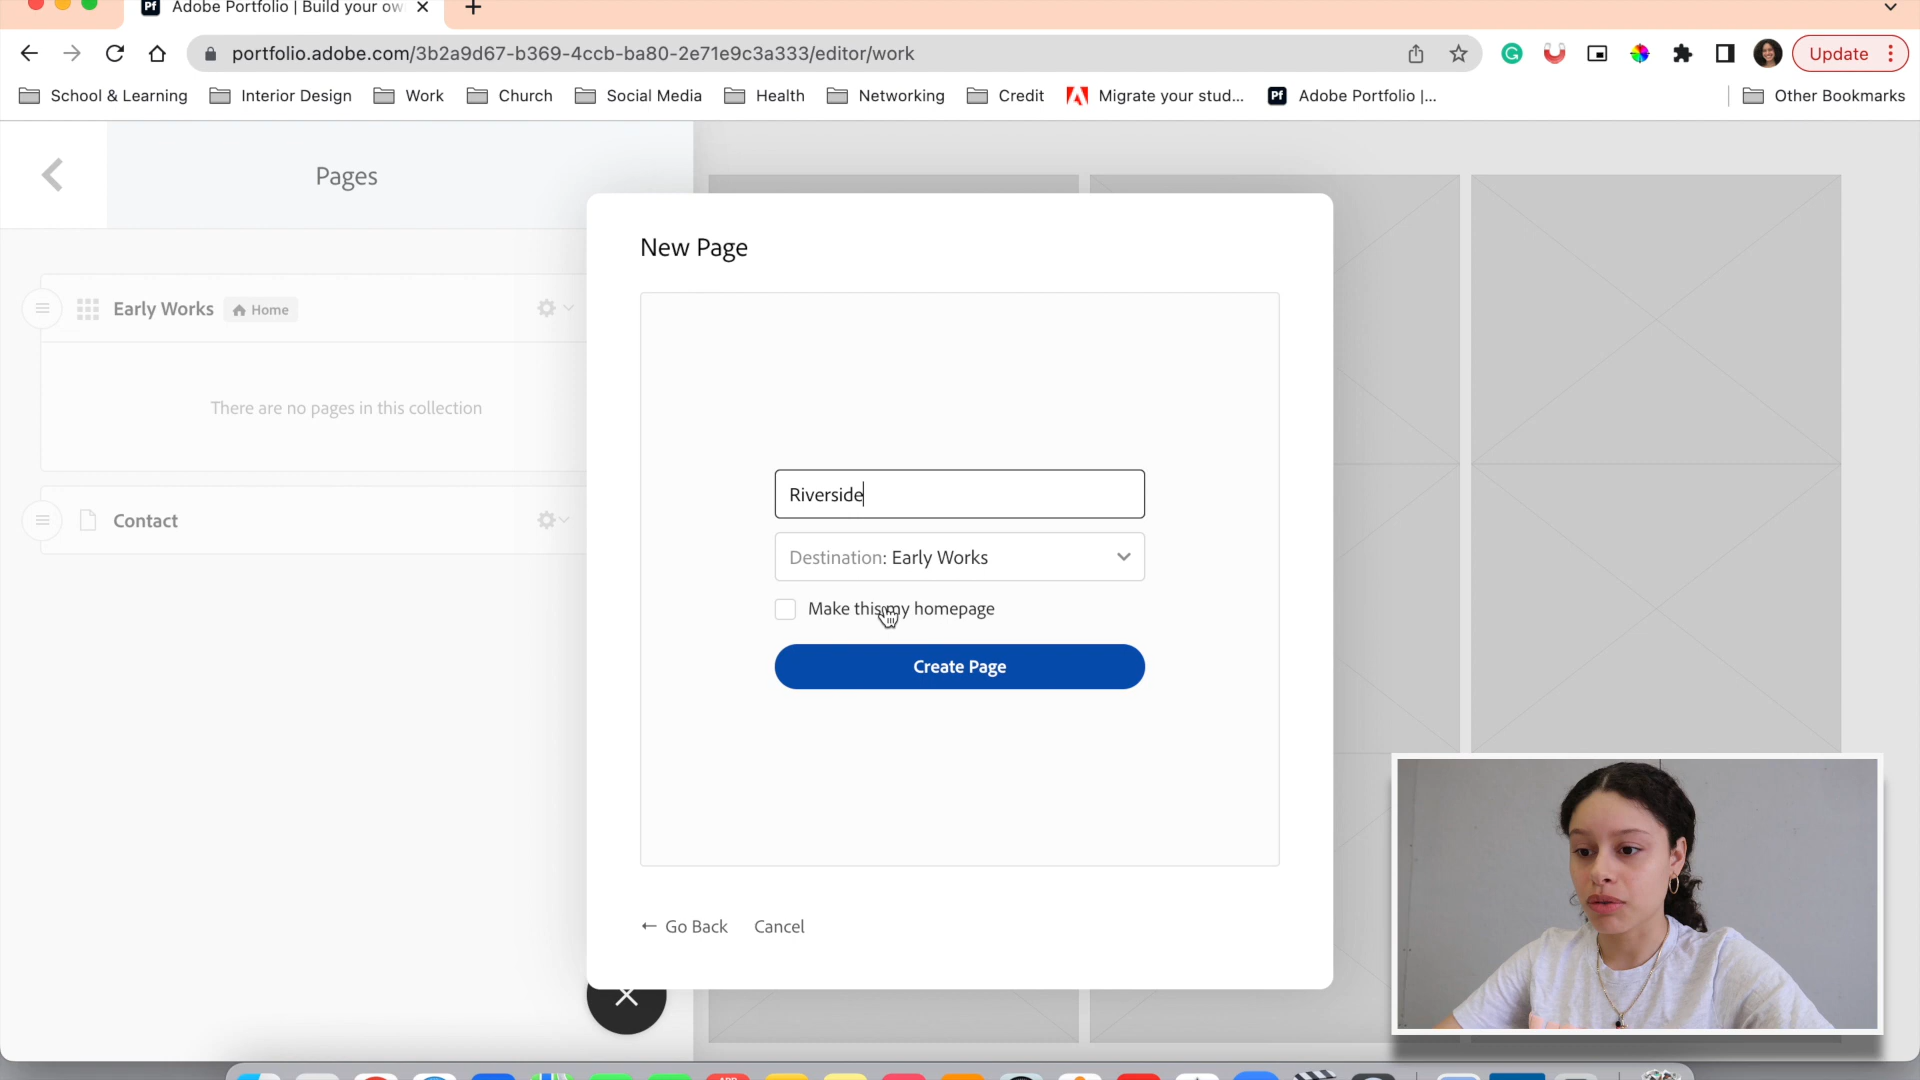 Pf Adobe Portfolio | Build your ow
portfolio.adobe.com/3b2a9d67-b369-4ccb-ba80-2e71e9c3a333/editor/work
Update
School & Learning
Interior Design
Work
Church
Social Media
Health
Networking
Credit
Migrate your stud...
Pf Adobe Portfolio |...
Other Bookmarks
Pages
Early Works
Home
There are no pages in this collection
Contact
New Page
Riverside
Destination: Early Works
Make this my homepage
Create Page
← Go Back
Cancel